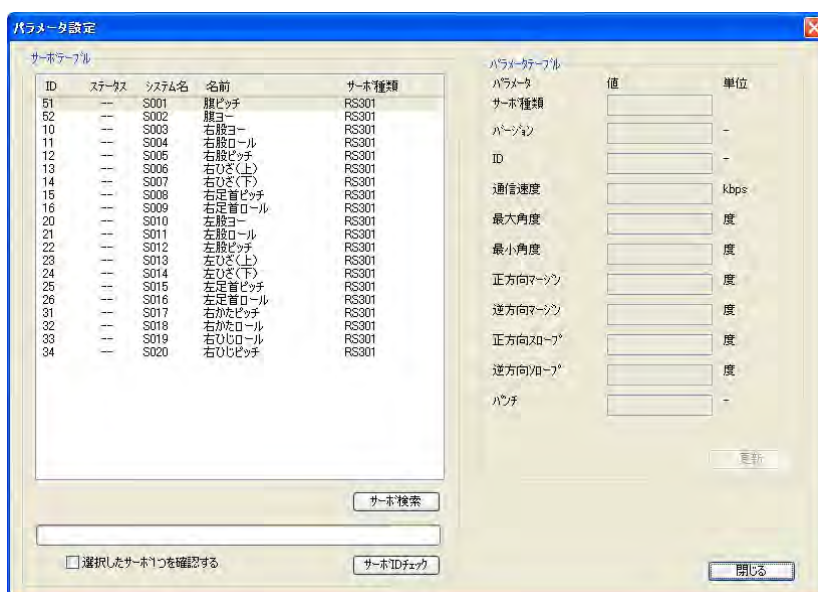 パラメータ設定
サーボテーブル
ID ステータス システム名 名前 サーボ種類
51 --- S001 腹ピッチ RS301
52 --- S002 腹ヨー RS301
10 --- S003 右股ヨー RS301
11 --- S004 右股ロール RS301
12 --- S005 右股ピッチ RS301
13 --- S006 右ひざ(上) RS301
14 --- S007 右ひざ(下) RS301
15 --- S008 右足首ピッチ RS301
16 --- S009 右足首ロール RS301
20 --- S010 左股ヨー RS301
21 --- S011 左股ロール RS301
22 --- S012 左股ピッチ RS301
23 --- S013 左ひざ(上) RS301
24 --- S014 左ひざ(下) RS301
25 --- S015 左足首ピッチ RS301
26 --- S016 左足首ロール RS301
31 --- S017 右かたピッチ RS301
32 --- S018 右かたロール RS301
33 --- S019 右ひじロール RS301
34 --- S020 右ひじピッチ RS301
サーボ検索
選択したサーボ1つを確認する
サーボIDチェック
パラメータテーブル
パラメータ 値 単位
サーボ種類
バージョン -
ID -
通信速度 kbps
最大角度 度
最小角度 度
正方向マージン 度
逆方向マージン 度
正方向スロープ 度
逆方向ソロープ 度
パンチ -
更新
閉じる